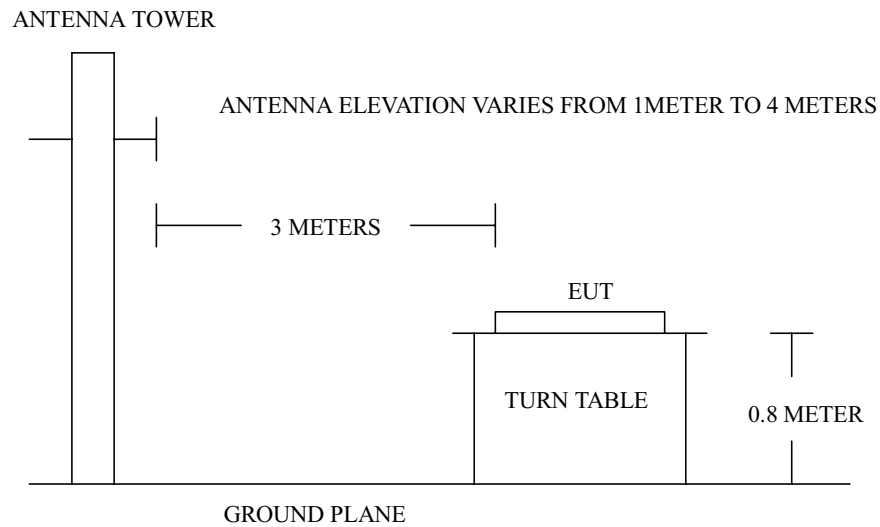 ANTENNA TOWER
ANTENNA ELEVATION VARIES FROM 1METER TO 4 METERS
3 METERS
EUT
TURN TABLE
0.8 METER
GROUND PLANE